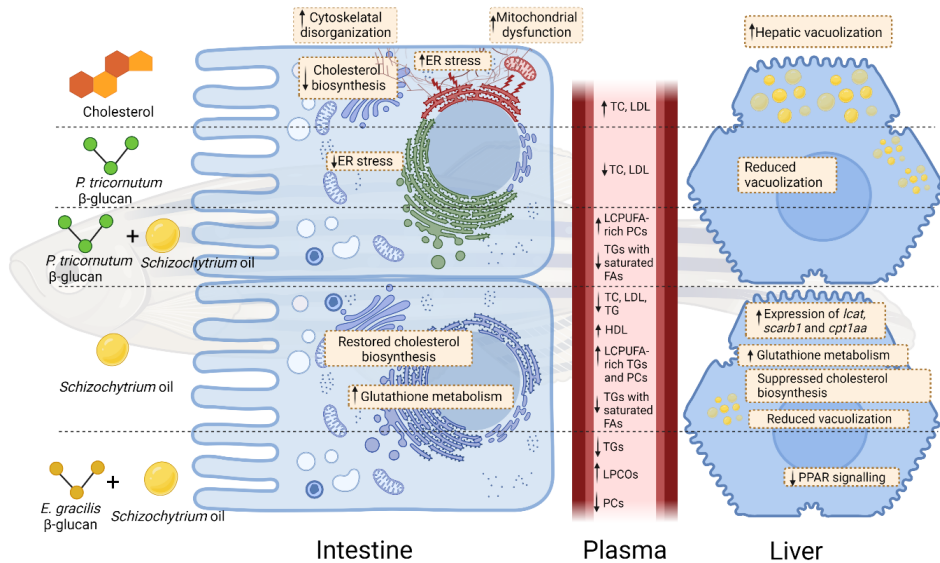 ↑ Cytoskelatal
disorganization
↑ Mitochondrial
dysfunction
↑ Hepatic vacuolization
Cholesterol
↓ Cholesterol
biosynthesis
↑ ER stress
↑ TC, LDL
P. tricornutum
β-glucan
↓ ER stress
↓ TC, LDL
Reduced
vacuolization
P. tricornutum
β-glucan
+
Schizochytrium oil
↑ LCPUFA-
rich PCs
↓ TGs with
saturated
FAs
Schizochytrium oil
Restored cholesterol
biosynthesis
↑ Glutathione metabolism
↓ TC, LDL,
TG
↑ HDL
↑ LCPUFA-
rich TGs
and PCs
↓ TGs with
saturated
FAs
↑ Expression of lcat,
scarb1 and cpt1aa
↑ Glutathione metabolism
Suppressed cholesterol
biosynthesis
Reduced vacuolization
E. gracilis
β-glucan
+
Schizochytrium oil
↓ TGs
↑ LPCOs
↓ PCs
↓ PPAR signalling
Intestine
Plasma
Liver